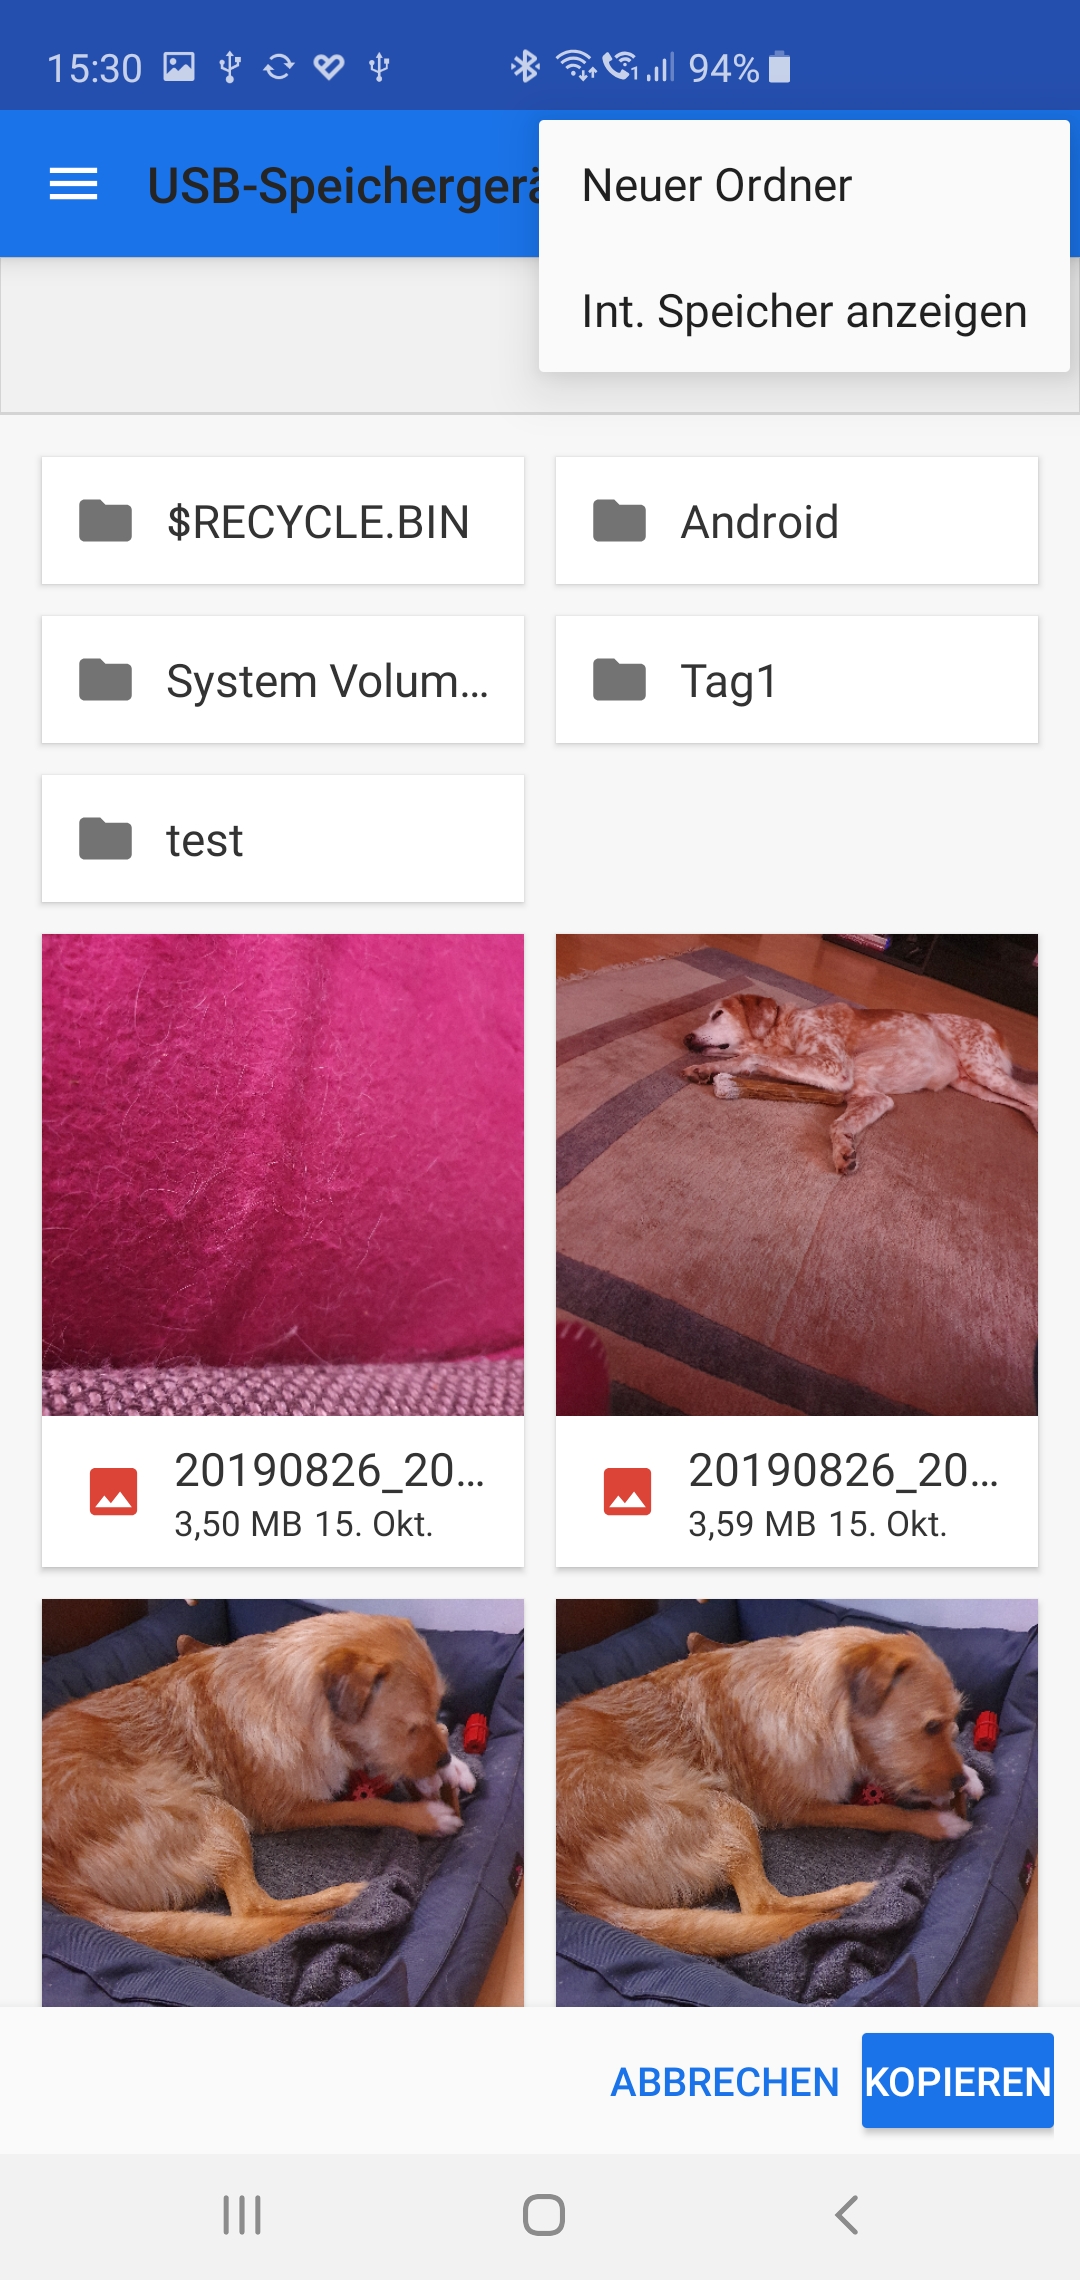 15:30 94%
USB-Speichergerä
Neuer Ordner
Int. Speicher anzeigen
$RECYCLE.BIN
Android
System Volum...
Tag1
test
20190826_20...
3,50 MB 15. Okt.
20190826_20...
3,59 MB 15. Okt.
ABBRECHEN
KOPIEREN